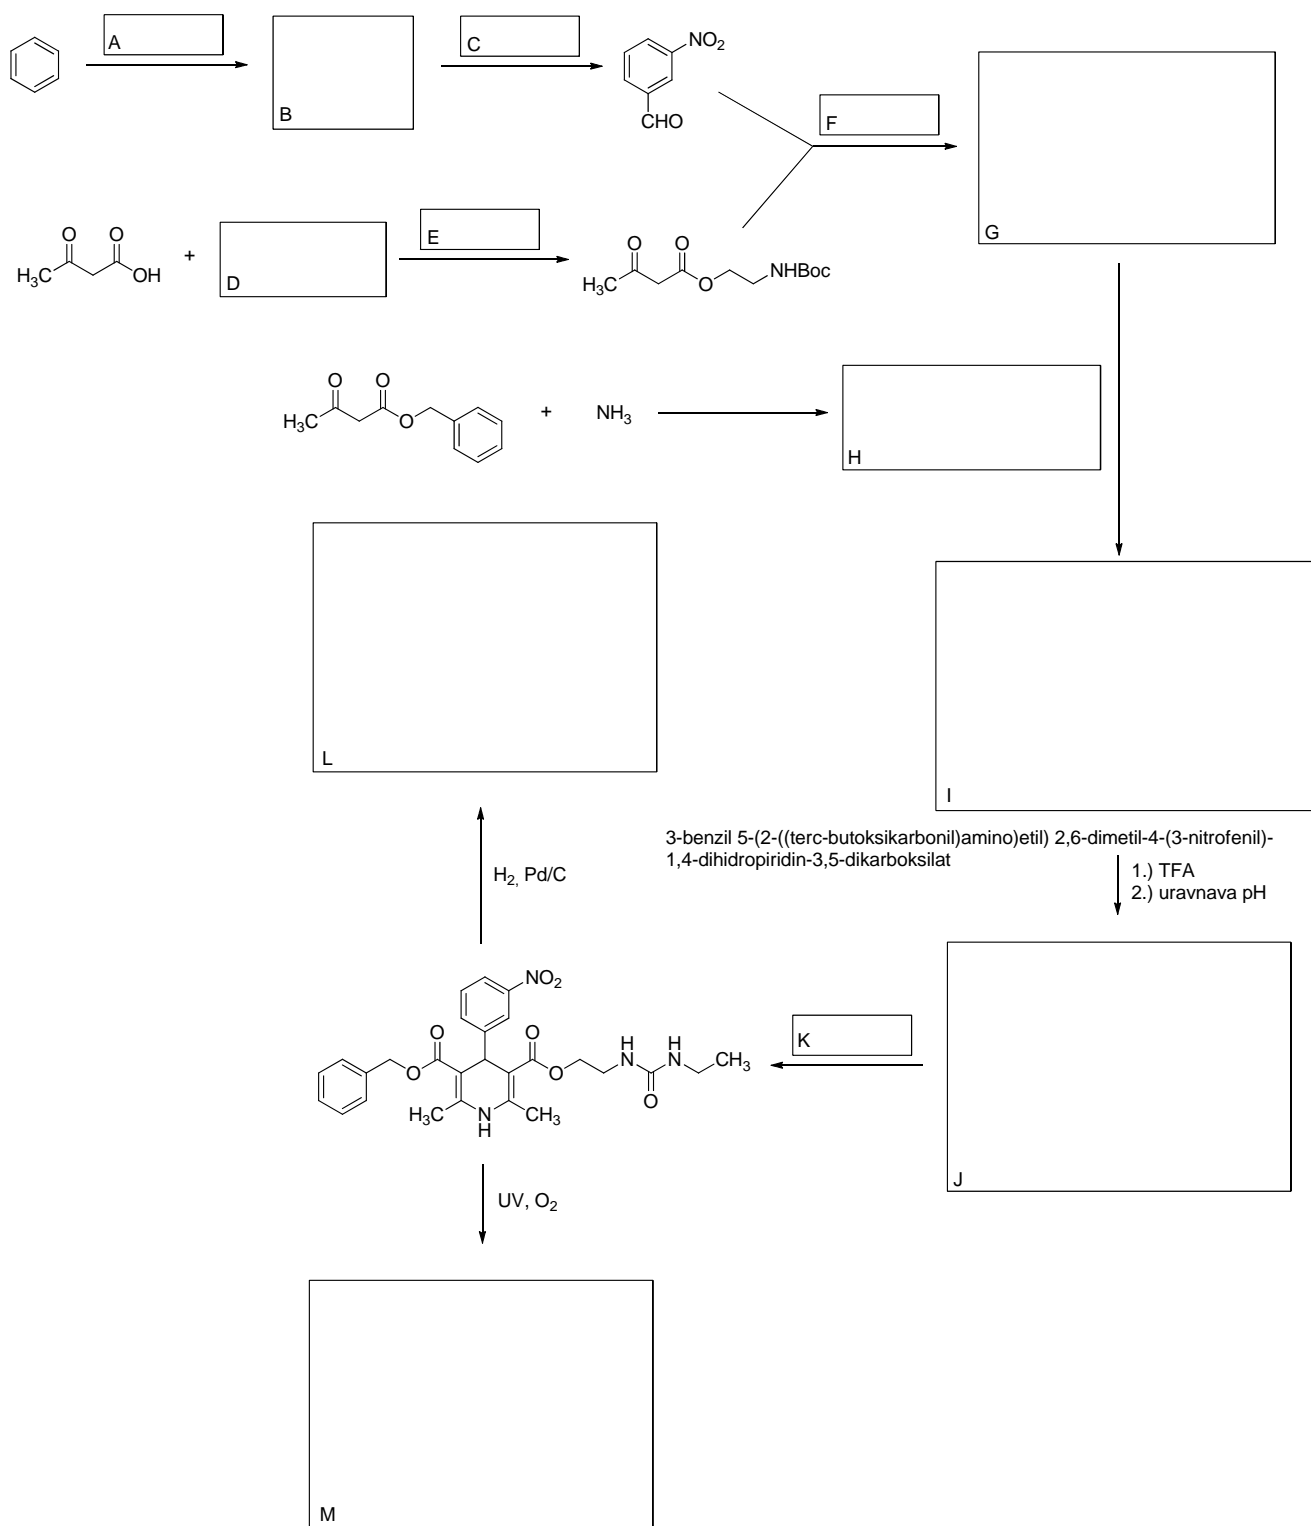 A
B
C
NO2
CHO
F
G
O O
H3C OH
+
D
E
O O
H3C O NHBoc
O O
H3C O
+
NH3
H
L
I
3-benzil 5-(2-((terc-butoksikarbonil)amino)etil) 2,6-dimetil-4-(3-nitrofenil)-
1,4-dihidropiridin-3,5-dikarboksilat
1.) TFA
2.) uravnava pH
H2, Pd/C
J
K
NO2
O O H H
O O N N CH3
O
H3C N CH3
H
UV, O2
M